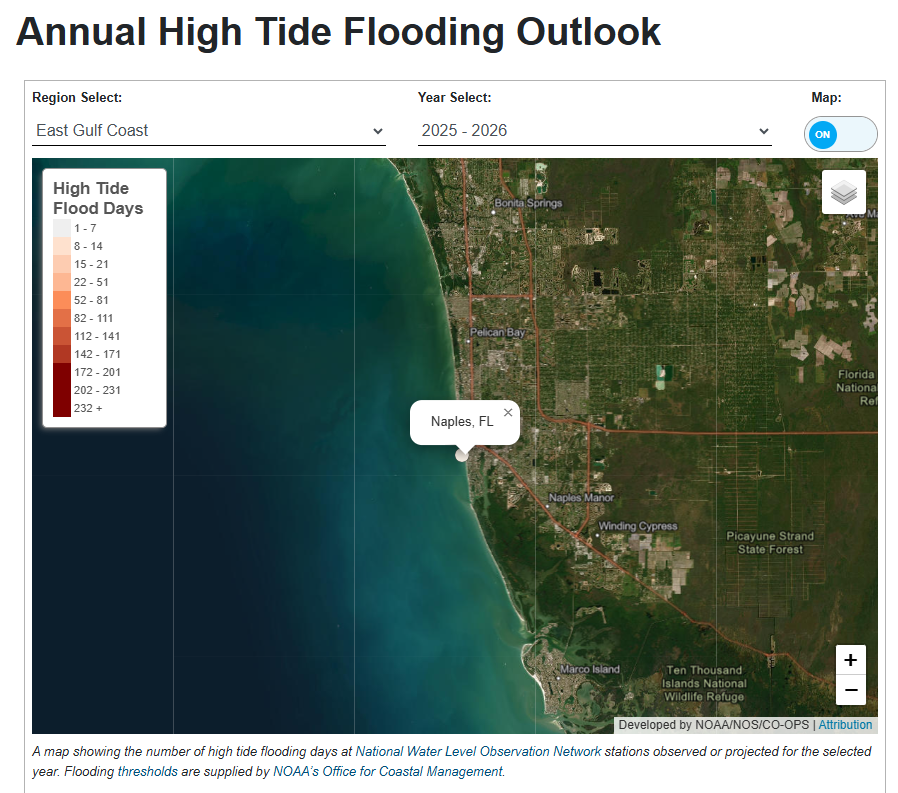 Annual High Tide Flooding Outlook
Region Select:
Year Select:
Map:
East Gulf Coast
2025 - 2026
ON
High Tide
Flood Days
1 - 7
8 - 14
15 - 21
22 - 51
52 - 81
82 - 111
112 - 141
142 - 171
172 - 201
202 - 231
232 +
Bonita Springs
Pelican Bay
Florida
National
Ref
Naples, FL
×
Naples Manor
Winding Cypress
Picayune Strand
State Forest
Marco Island
Ten Thousand
Islands National
Wildlife Refuge
+
−
Developed by NOAA/NOS/CO-OPS | Attribution
A map showing the number of high tide flooding days at National Water Level Observation Network stations observed or projected for the selected
year. Flooding thresholds are supplied by NOAA's Office for Coastal Management.